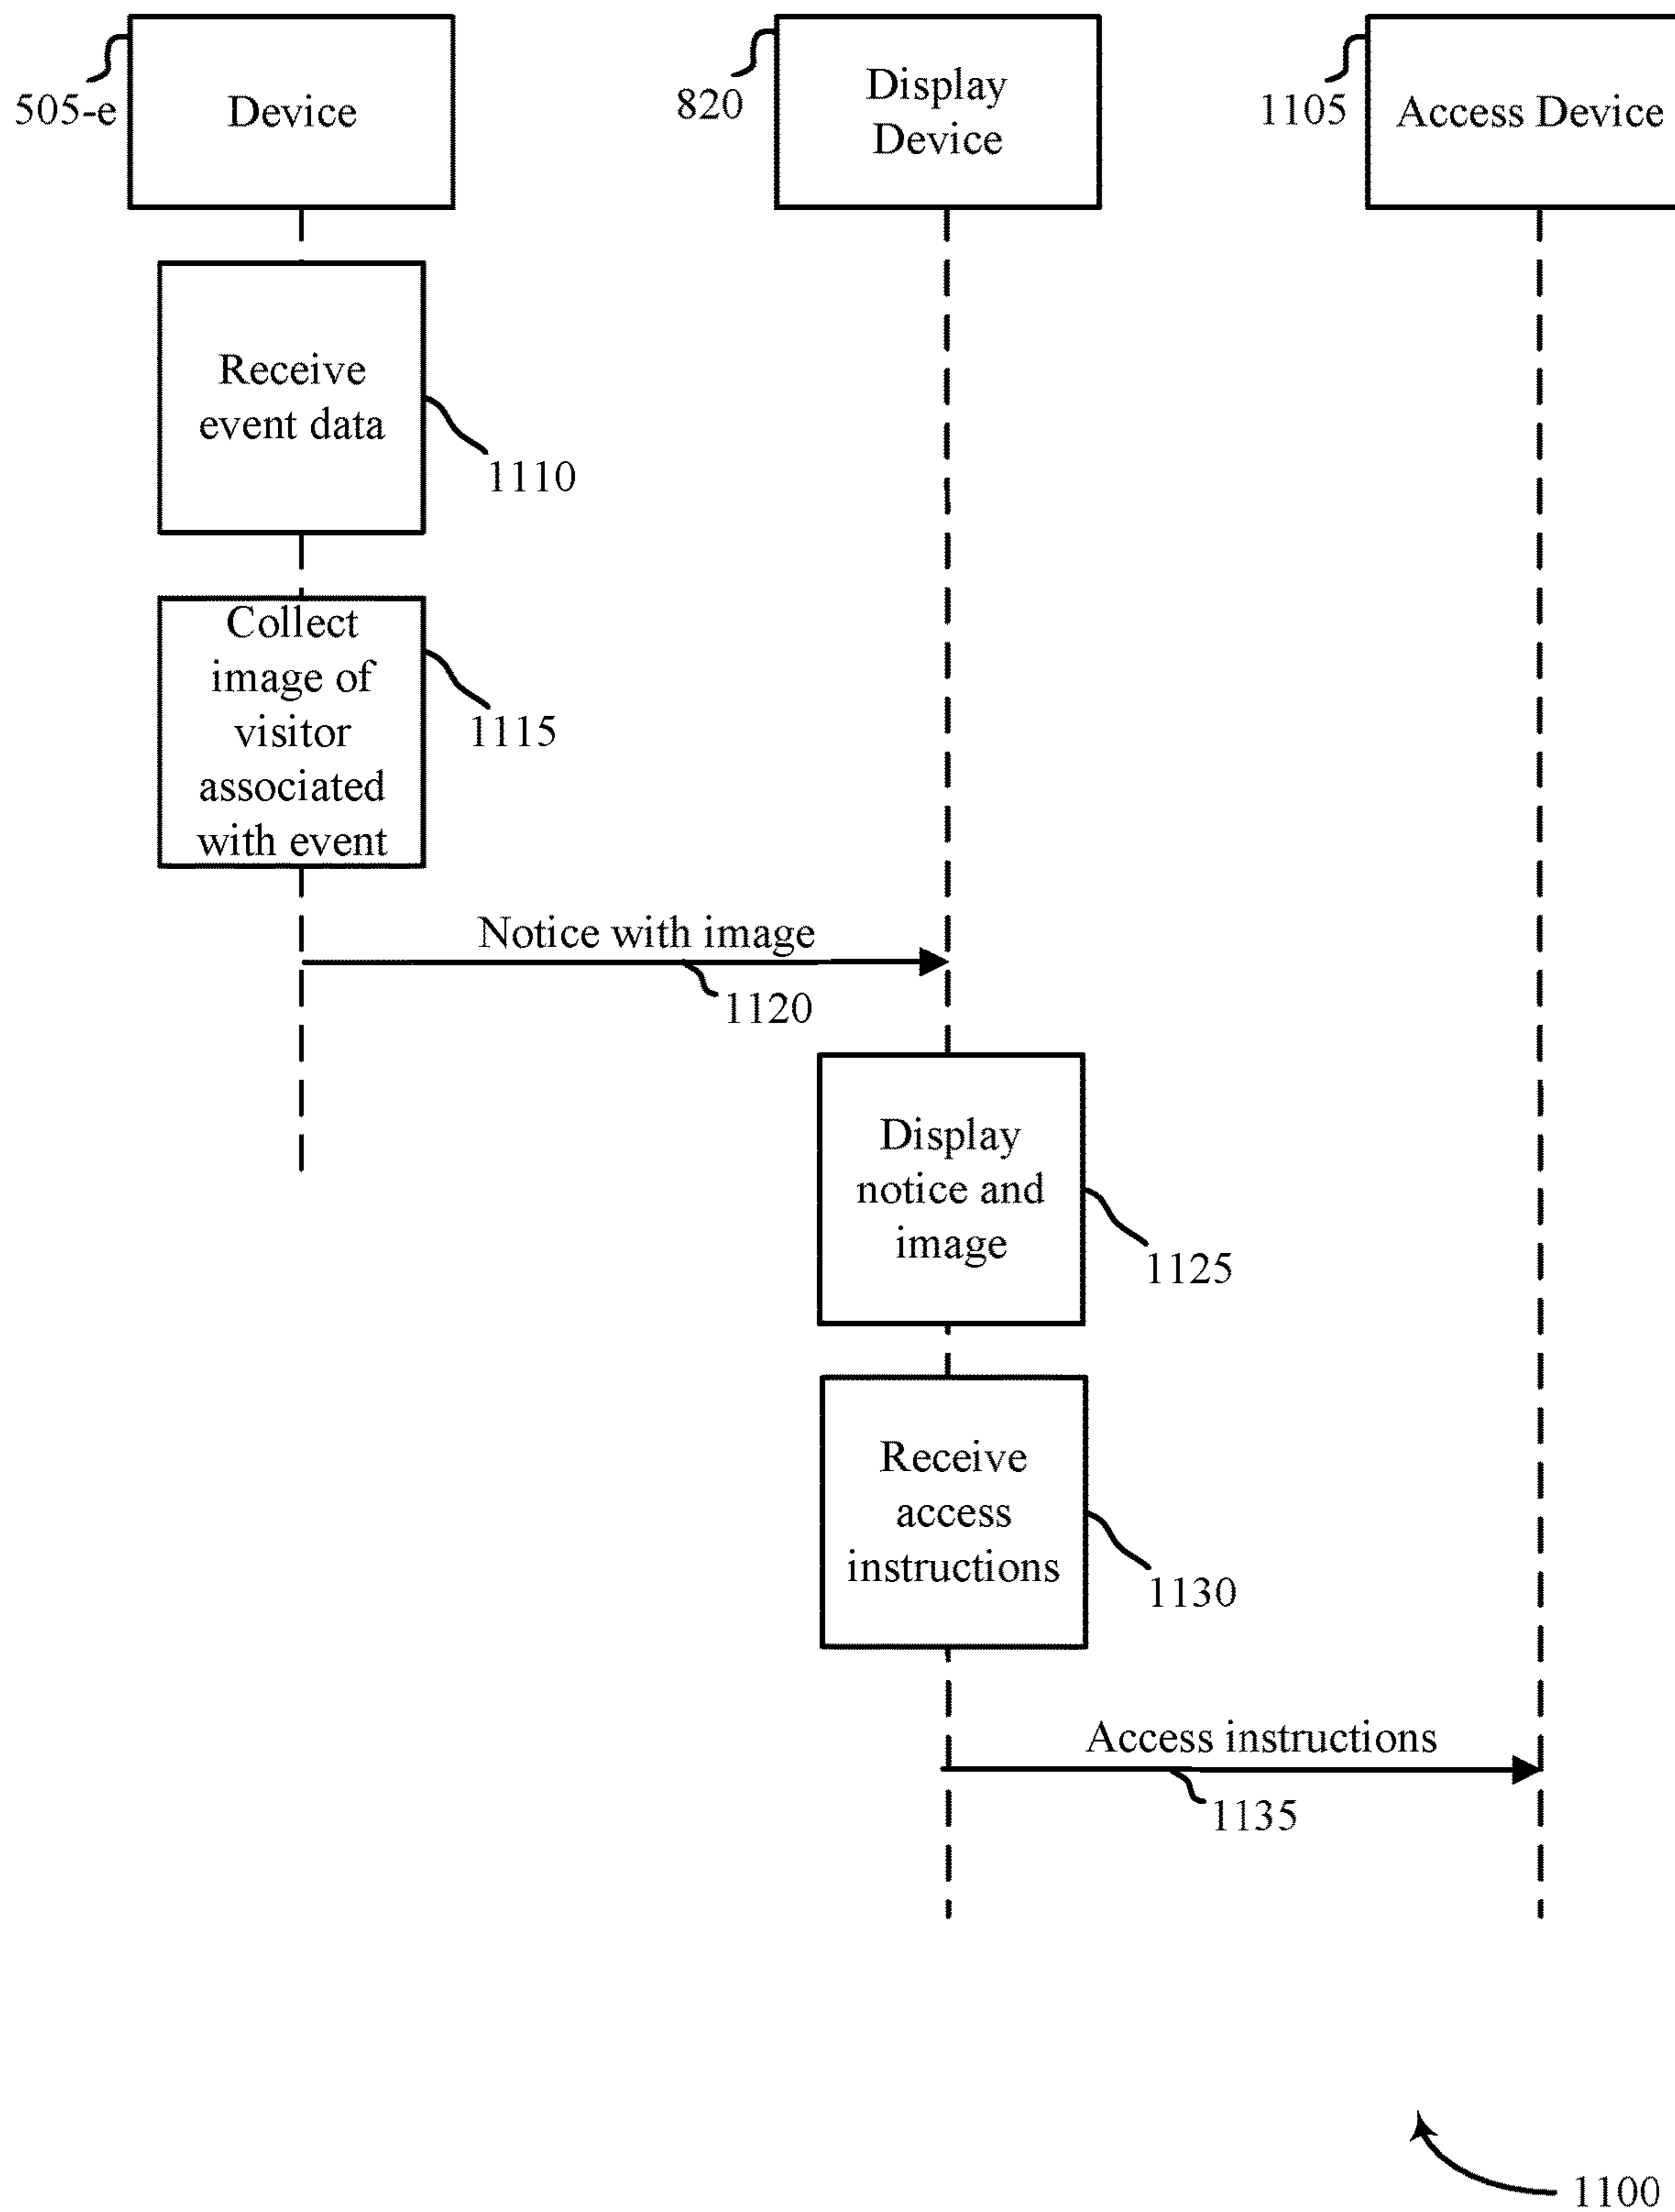 505-e
Device
820
Display
Device
1105
Access Device
Receive
event data
1110
Collect
image of
visitor
associated
with event
1115
Notice with image
1120
Display
notice and
image
1125
Receive
access
instructions
1130
Access instructions
1135
1100